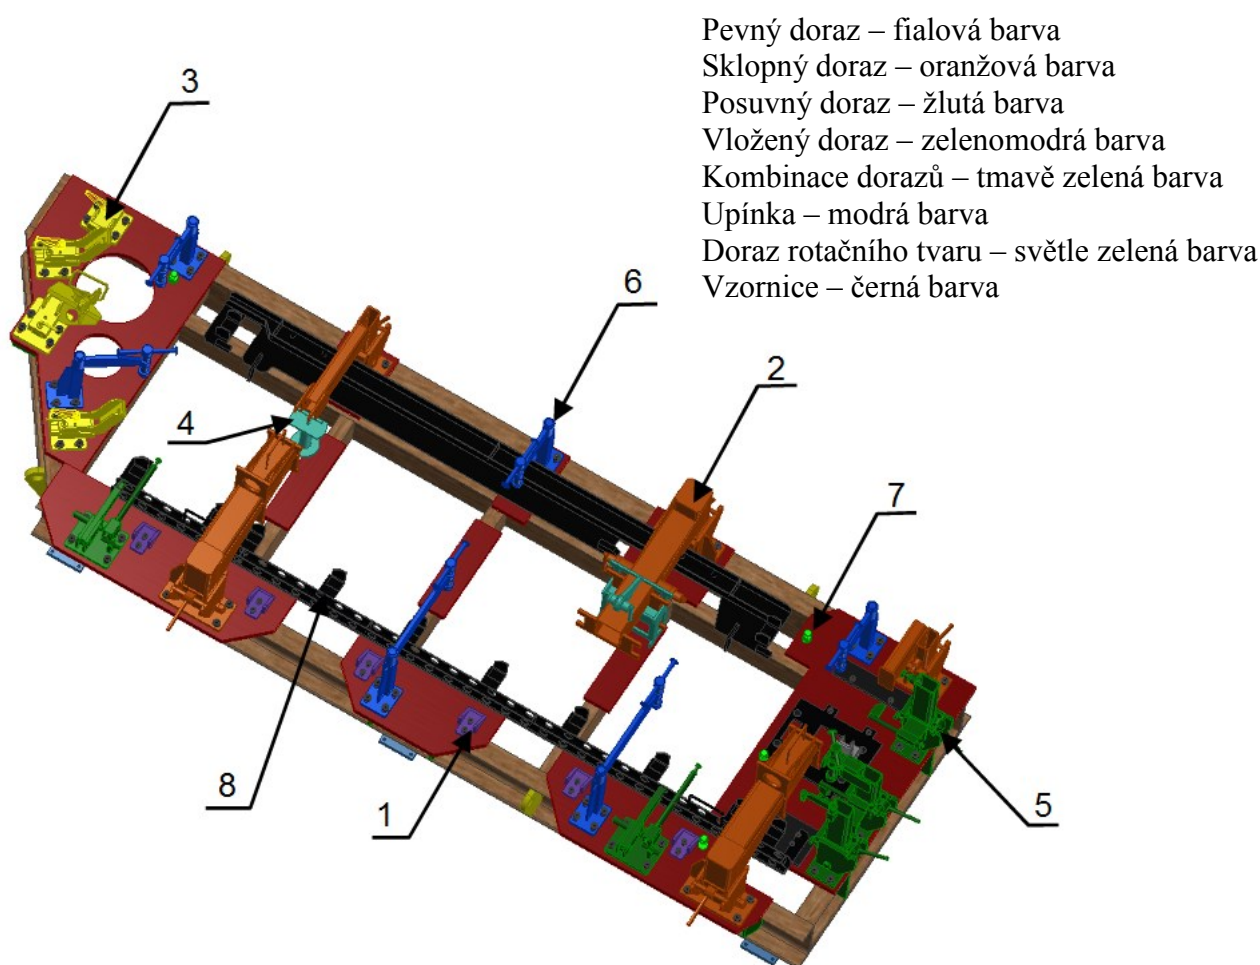 Pevný doraz – fialová barva
Sklopný doraz – oranžová barva
Posuvný doraz – žlutá barva
Vložený doraz – zelenomodrá barva
Kombinace dorazů – tmavě zelená barva
Upínka – modrá barva
Doraz rotačního tvaru – světle zelená barva
Vzornice – černá barva
3
6
2
4
7
8
1
5